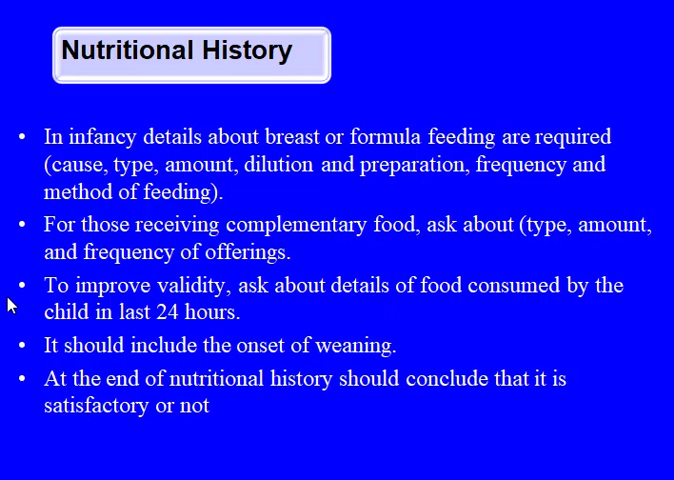 Nutritional History
• In infancy details about breast or formula feeding are required
(cause, type, amount, dilution and preparation, frequency and
method of feeding).
• For those receiving complementary food, ask about (type, amount,
and frequency of offerings.
• To improve validity, ask about details of food consumed by the
child in last 24 hours.
• It should include the onset of weaning.
• At the end of nutritional history should conclude that it is
satisfactory or not